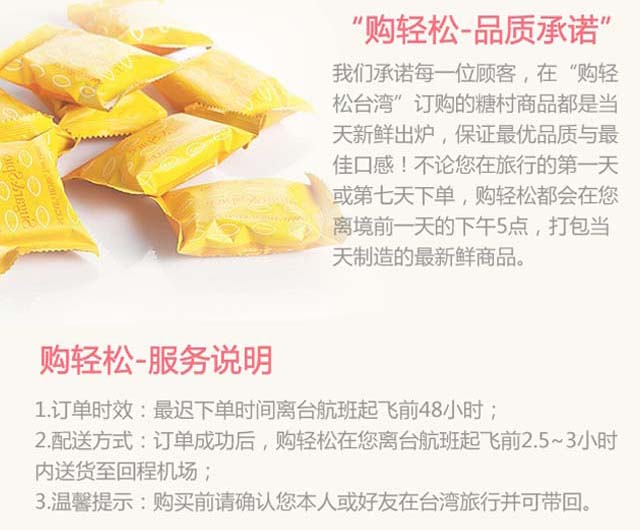 “购轻松-品质承诺”
我们承诺每一位顾客，在“购轻
松台湾”订购的糖村商品都是当
天新鲜出炉，保证最优品质与最
佳口感！不论您在旅行的第一天
或第七天下单，购轻松都会在您
离境前一天的下午5点，打包当
天制造的最新鲜商品。
购轻松-服务说明
1.订单时效：最迟下单时间离台航班起飞前48小时；
2.配送方式：订单成功后，购轻松在您离台航班起飞前2.5~3小时
内送货至回程机场；
3.温馨提示：购买前请确认您本人或好友在台湾旅行并可带回。